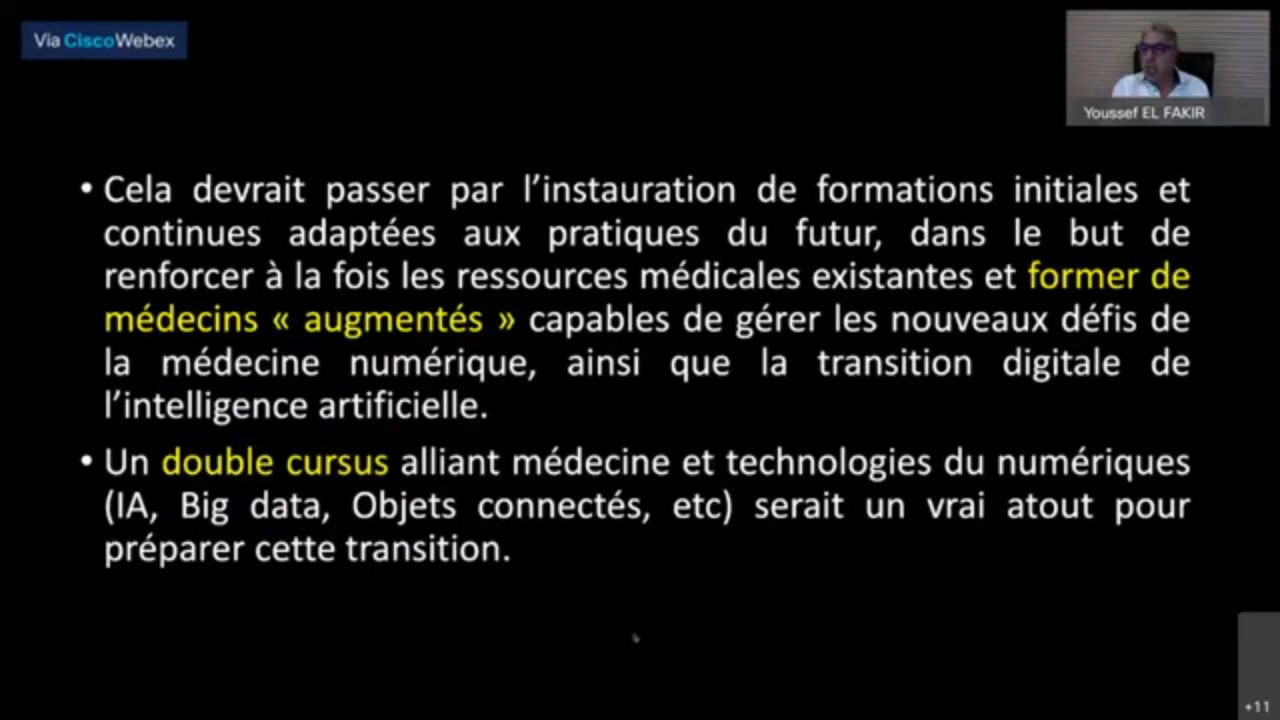 Via Cisco Webex
Youssef EL FAKIR
• Cela devrait passer par l’instauration de formations initiales et
continues adaptées aux pratiques du futur, dans le but de
renforcer à la fois les ressources médicales existantes et former de
médecins « augmentés » capables de gérer les nouveaux défis de
la médecine numérique, ainsi que la transition digitale de
l’intelligence artificielle.
• Un double cursus alliant médecine et technologies du numériques
(IA, Big data, Objets connectés, etc) serait un vrai atout pour
préparer cette transition.
+11